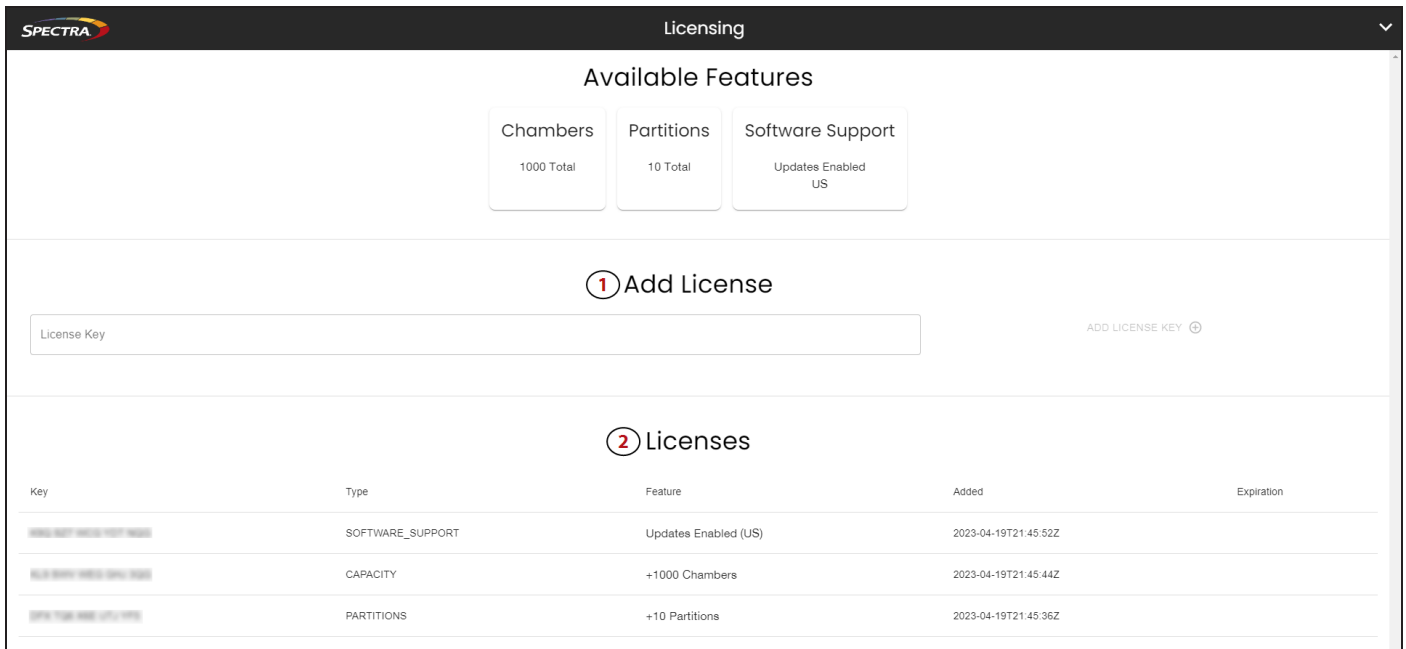 SPECTRA
Licensing
Available Features
Chambers Partitions Software Support
1000 Total 10 Total Updates Enabled
US
1 Add License
License Key ADD LICENSE KEY
2 Licenses
Key Type Feature Added Expiration
SOFTWARE_SUPPORT Updates Enabled (US) 2023-04-19T21:45:52Z
CAPACITY +1000 Chambers 2023-04-19T21:45:44Z
PARTITIONS +10 Partitions 2023-04-19T21:45:36Z